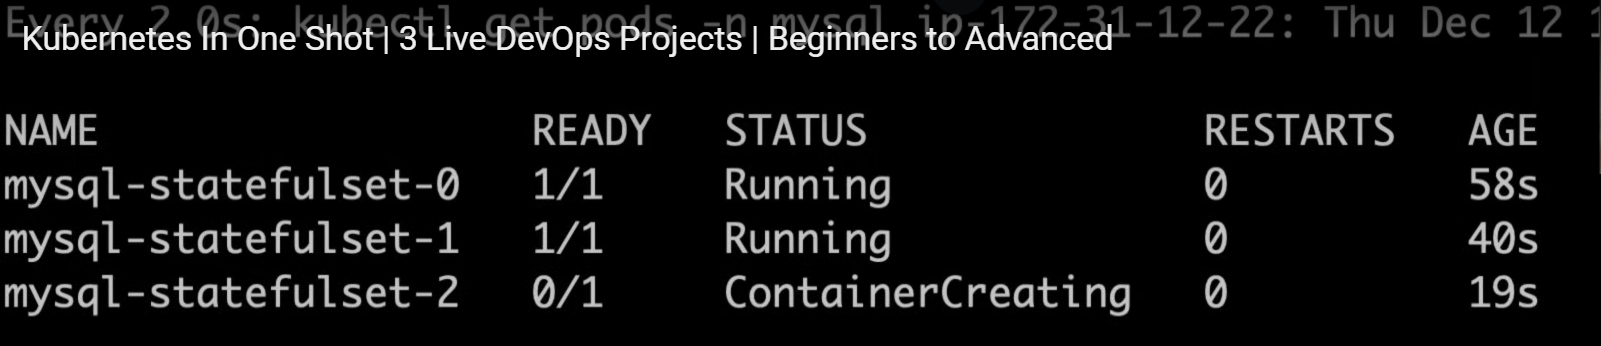 Every 2.0s: kubectl get pods -n mysql ip-172-31-12-22: Thu Dec 12 1
Kubernetes In One Shot | 3 Live DevOps Projects | Beginners to Advanced
NAME READY STATUS RESTARTS AGE
mysql-statefulset-0 1/1 Running 0 58s
mysql-statefulset-1 1/1 Running 0 40s
mysql-statefulset-2 0/1 ContainerCreating 0 19s